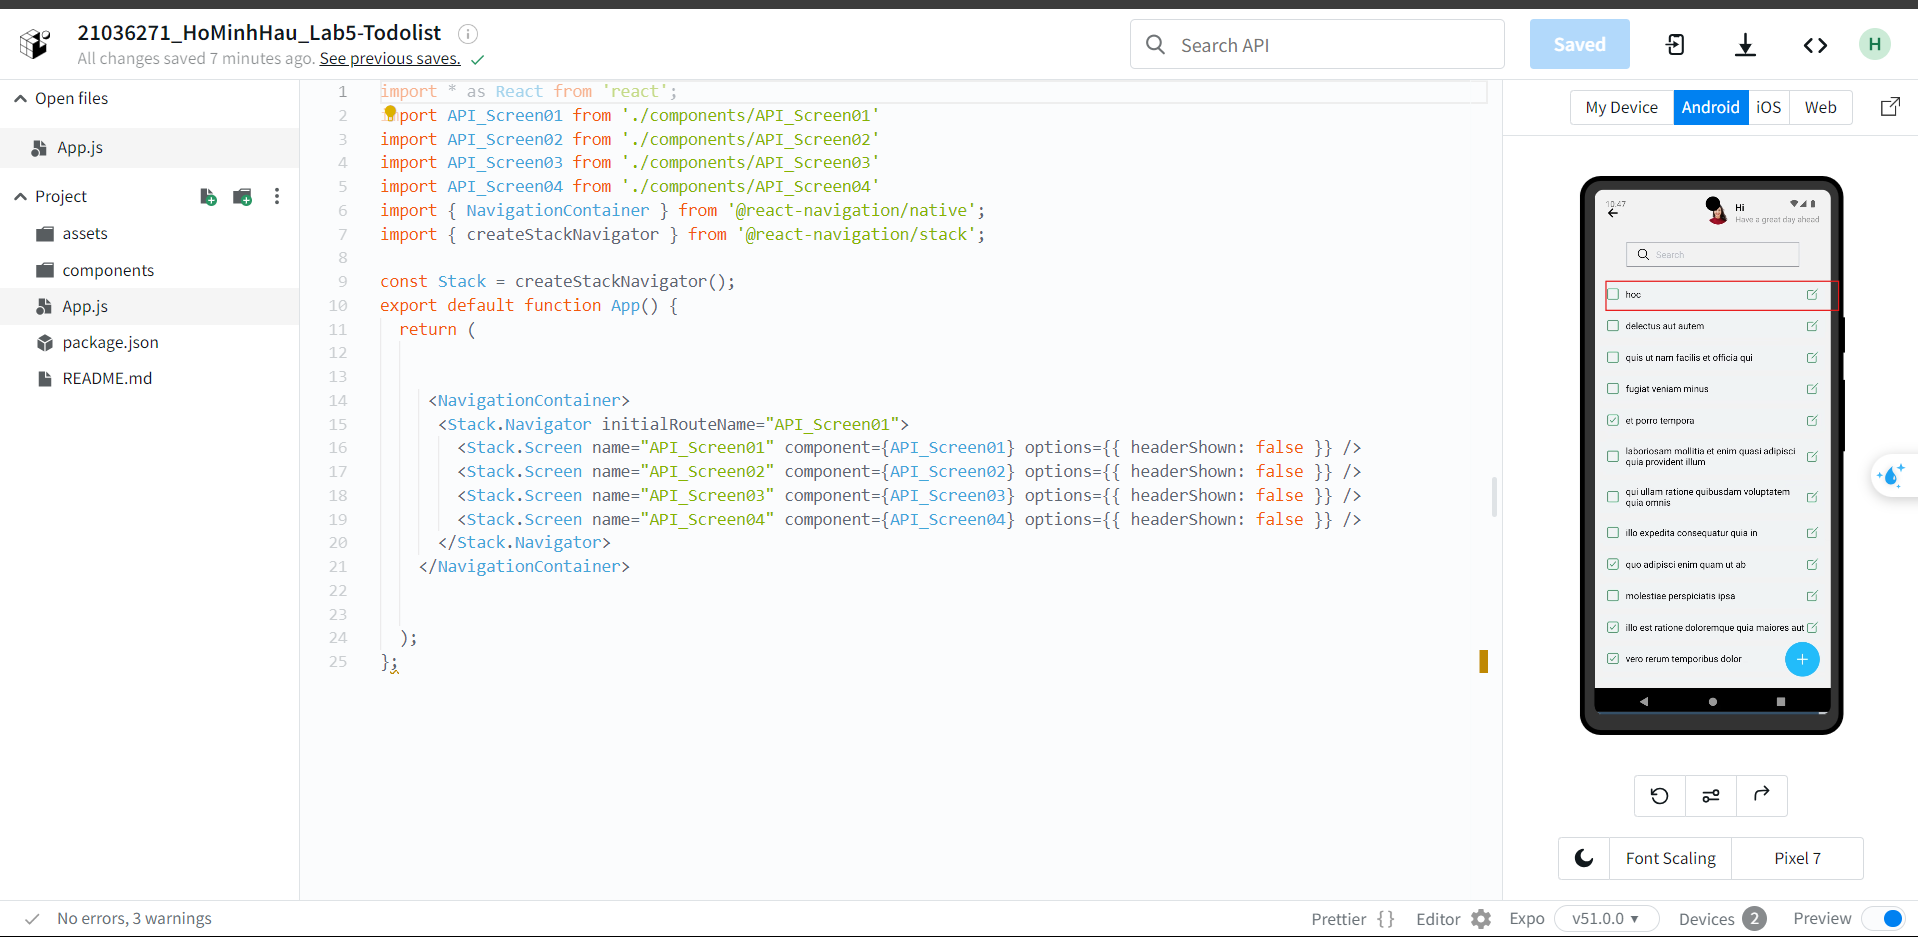 21036271_HoMinhHau_Lab5-Todolist
All changes saved 7 minutes ago. See previous saves.
Search API
Saved
H
Open files
App.js
Project
assets
components
App.js
package.json
README.md
1 import * as React from 'react';
2 import API_Screen01 from './components/API_Screen01'
3 import API_Screen02 from './components/API_Screen02'
4 import API_Screen03 from './components/API_Screen03'
5 import API_Screen04 from './components/API_Screen04'
6 import { NavigationContainer } from '@react-navigation/native';
7 import { createStackNavigator } from '@react-navigation/stack';
8
9 const Stack = createStackNavigator();
10 export default function App() {
11 return (
12
13
14 <NavigationContainer>
15 <Stack.Navigator initialRouteName="API_Screen01">
16 <Stack.Screen name="API_Screen01" component={API_Screen01} options={{ headerShown: false }} />
17 <Stack.Screen name="API_Screen02" component={API_Screen02} options={{ headerShown: false }} />
18 <Stack.Screen name="API_Screen03" component={API_Screen03} options={{ headerShown: false }} />
19 <Stack.Screen name="API_Screen04" component={API_Screen04} options={{ headerShown: false }} />
20 </Stack.Navigator>
21 </NavigationContainer>
22
23
24 );
25 };
My Device
Android
iOS
Web
10:47
Hi
Have a great day ahead
Search
hoc
delectus aut autem
quis ut nam facilis et officia qui
fugiat veniam minus
et porro tempora
laboriosam mollitia et enim quasi adipisci
quia provident illum
qui ullam ratione quibusdam voluptatem
quia omnis
illo expedita consequatur quia in
quo adipisci enim quam ut ab
molestiae perspiciatis ipsa
illo est ratione doloremque quia maiores aut
vero rerum temporibus dolor
Font Scaling
Pixel 7
No errors, 3 warnings
Prettier {}
Editor
Expo
v51.0.0
Devices 2
Preview